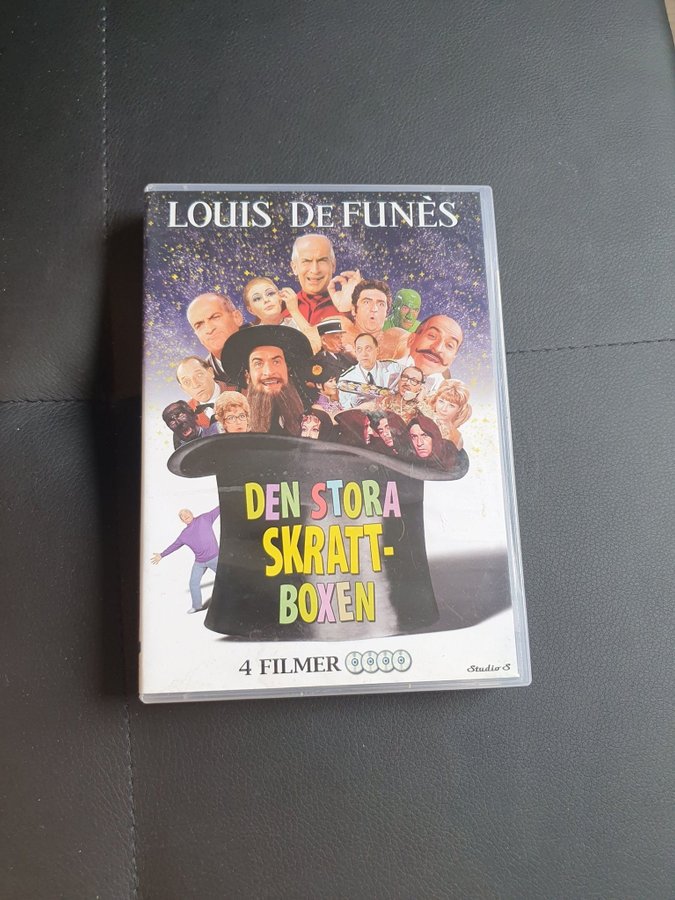 LOUIS DE FUNÈS
DEN STORA
SKRATT-
BOXEN
4 FILMER
Studio S